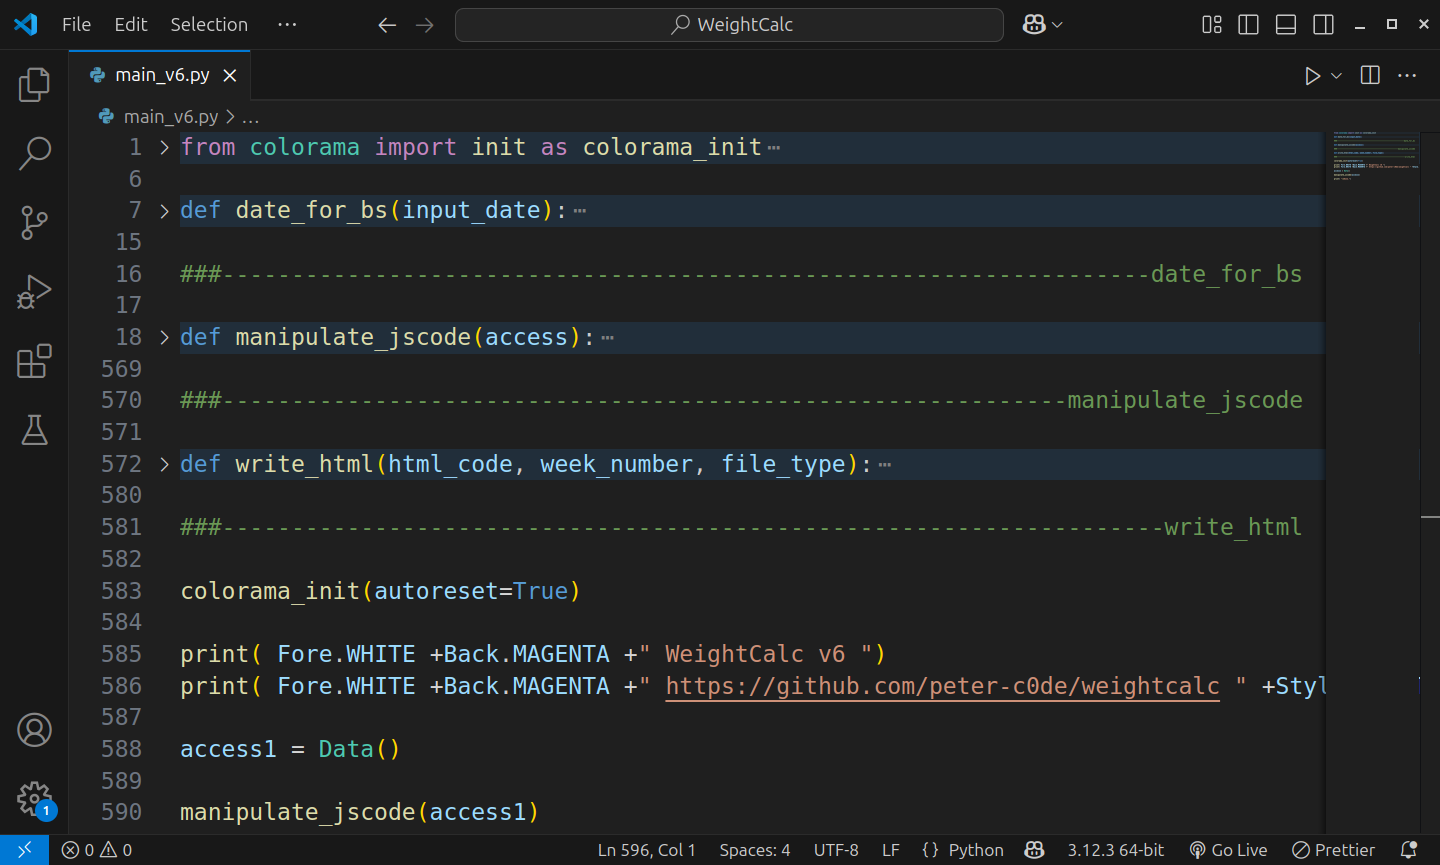 File Edit Selection ··· WeightCalc
main_v6.py
main_v6.py > ...
1 from colorama import init as colorama_init
6
7 def date_for_bs(input_date):
15
16 ###-------------------------------------------------------------------date_for_bs
17
18 def manipulate_jscode(access):
569
570 ###-------------------------------------------------------------manipulate_jscode
571
572 def write_html(html_code, week_number, file_type):
580
581 ###--------------------------------------------------------------------write_html
582
583 colorama_init(autoreset=True)
584
585 print( Fore.WHITE +Back.MAGENTA +" WeightCalc v6 ")
586 print( Fore.WHITE +Back.MAGENTA +" https://github.com/peter-c0de/weightcalc " +Styl
587
588 access1 = Data()
589
590 manipulate_jscode(access1)
1
0 0 Ln 596, Col 1 Spaces: 4 UTF-8 LF {} Python 3.12.3 64-bit Go Live Prettier